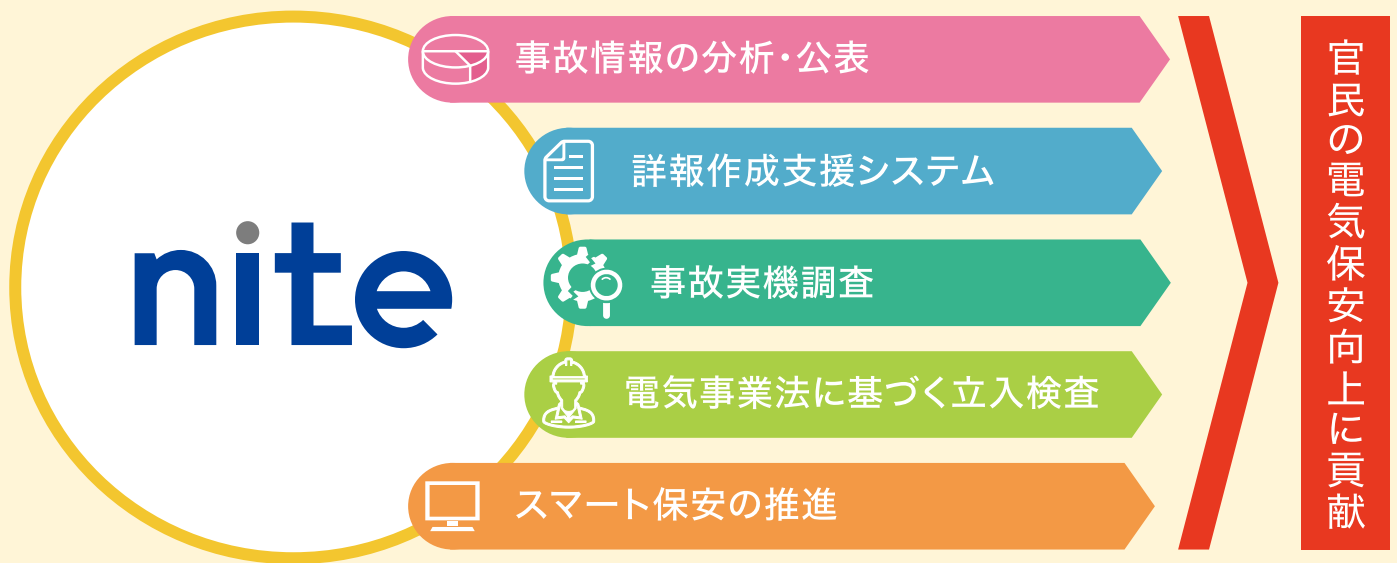 nite
事故情報の分析・公表
詳報作成支援システム
事故実機調査
電気事業法に基づく立入検査
スマート保安の推進
官民の電気保安向上に貢献